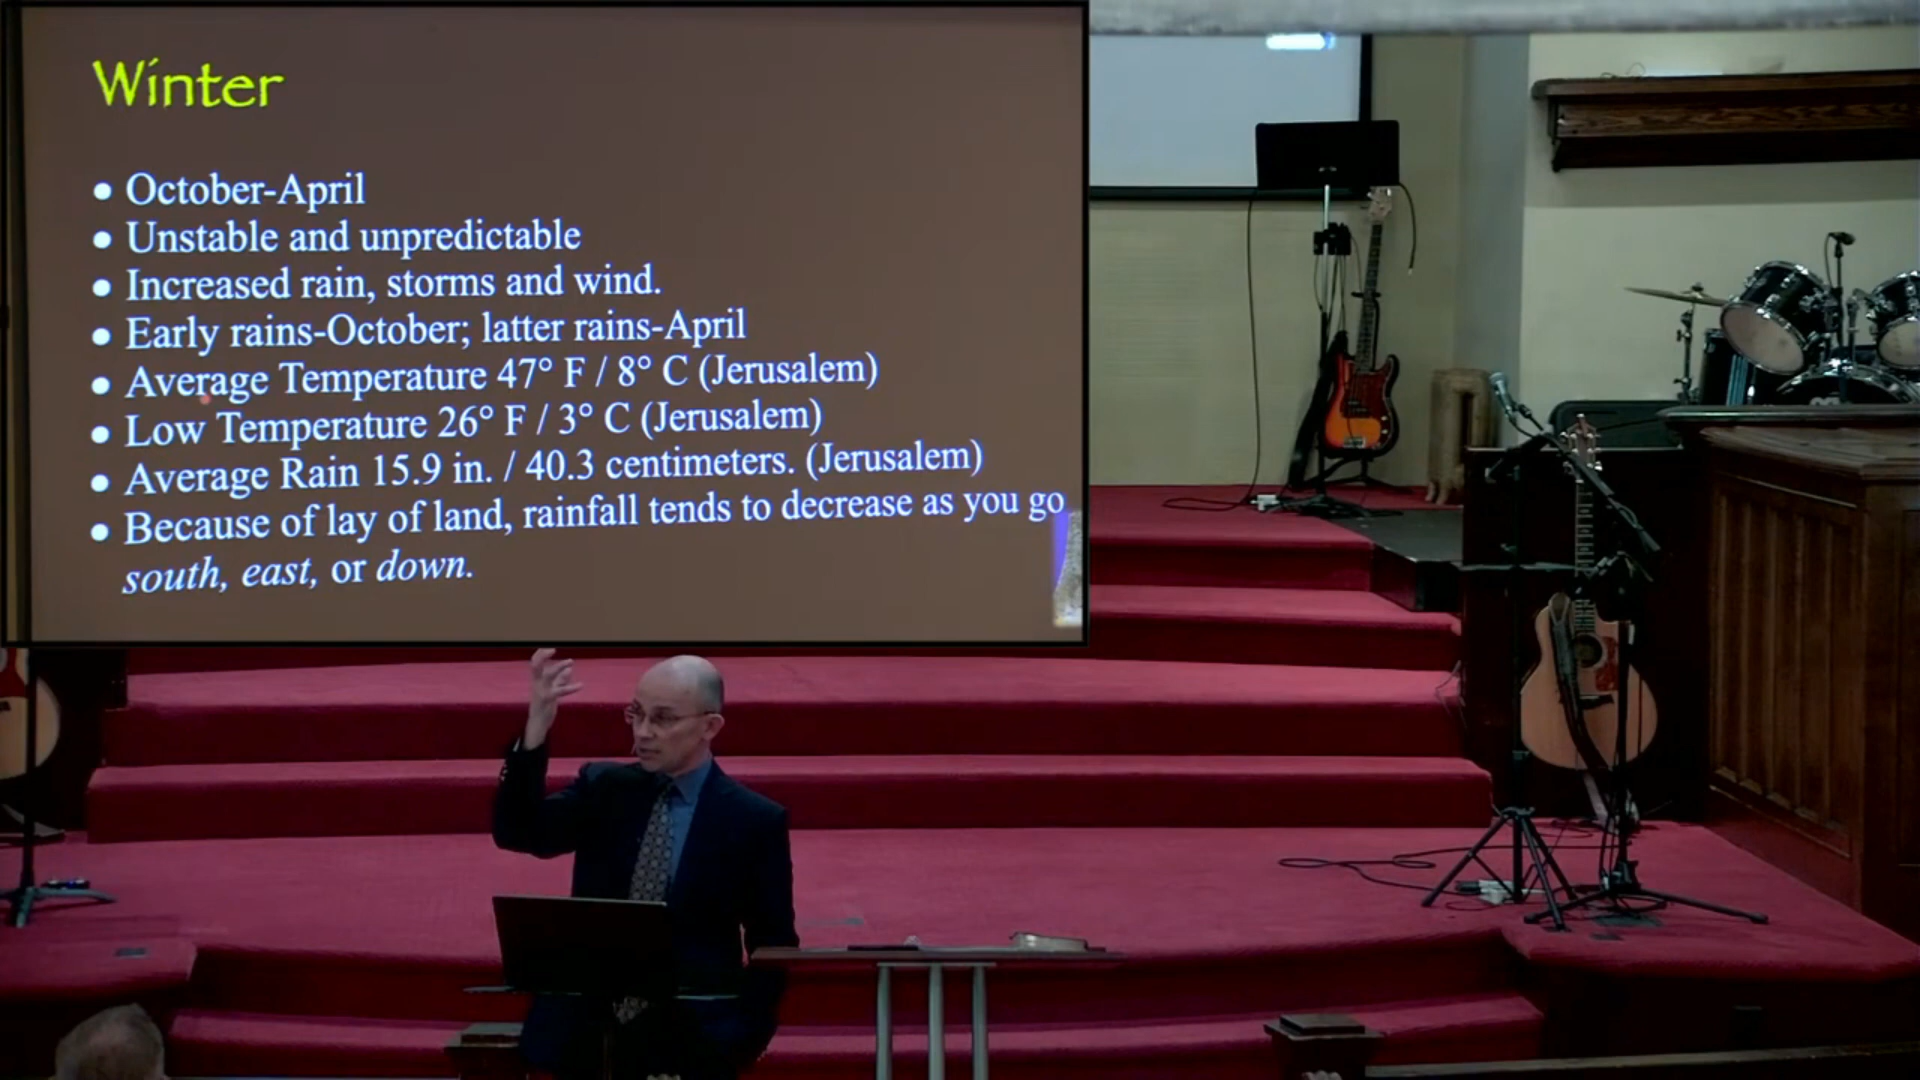 Winter
• October-April
• Unstable and unpredictable
• Increased rain, storms and wind.
• Early rains-October; latter rains-April
• Average Temperature 47° F / 8° C (Jerusalem)
• Low Temperature 26° F / 3° C (Jerusalem)
• Average Rain 15.9 in. / 40.3 centimeters. (Jerusalem)
• Because of lay of land, rainfall tends to decrease as you go
south, east, or down.